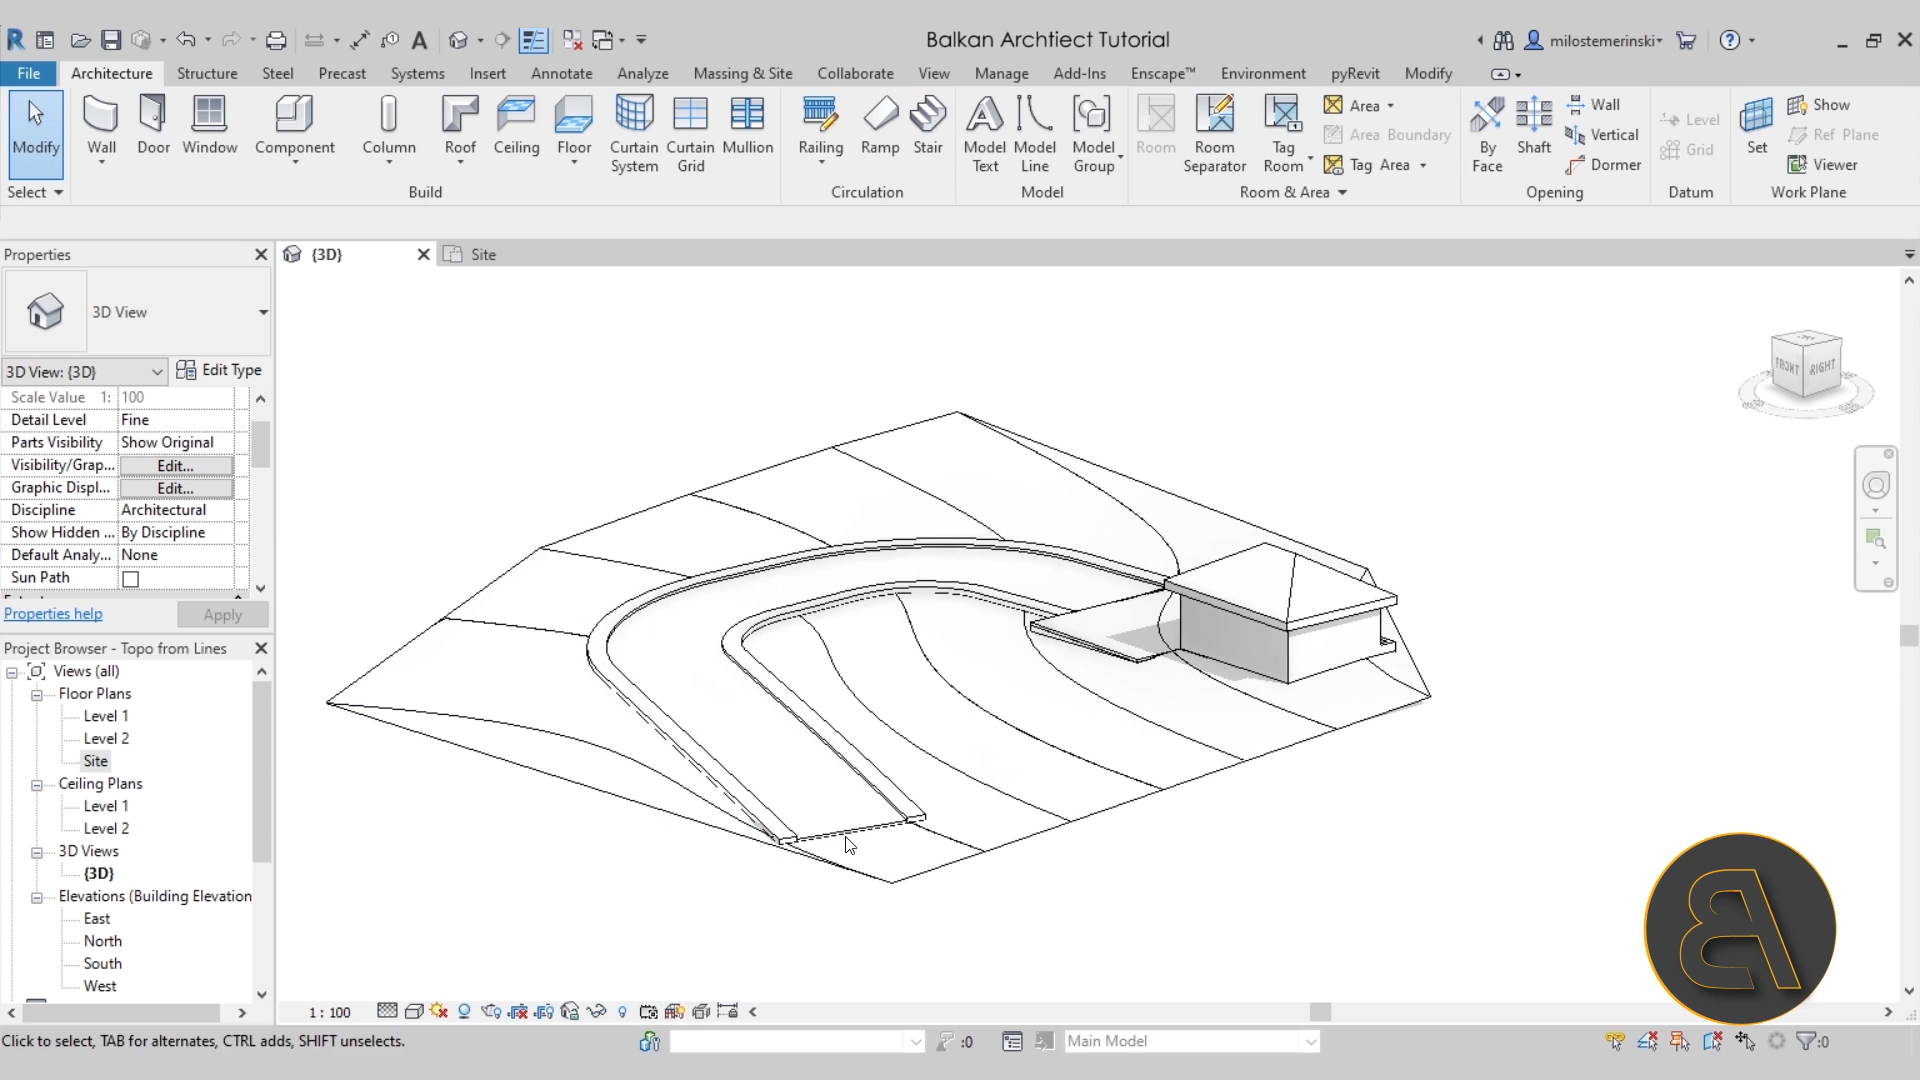 Balkan Archtiect Tutorial
milostemerinski
File Architecture Structure Steel Precast Systems Insert Annotate Analyze Massing & Site Collaborate View Manage Add-Ins Enscape™ Environment pyRevit Modify
Modify
Wall
Door
Window
Component
Column
Roof
Ceiling
Floor
Curtain System
Curtain Grid
Mullion
Railing
Ramp
Stair
Model Text
Model Line
Model Group
Room
Room Separator
Tag Room
Area
Area Boundary
Tag Area
By Face
Shaft
Wall
Vertical
Dormer
Level
Grid
Set
Show
Ref Plane
Viewer
Select
Build
Circulation
Model
Room & Area
Opening
Datum
Work Plane
Properties
{3D}
Site
3D View
3D View: {3D}
Edit Type
Scale Value 1: 100
Detail Level Fine
Parts Visibility Show Original
Visibility/Grap... Edit...
Graphic Displ... Edit...
Discipline Architectural
Show Hidden ... By Discipline
Default Analy... None
Sun Path
Properties help
Apply
Project Browser - Topo from Lines
Views (all)
Floor Plans
Level 1
Level 2
Site
Ceiling Plans
Level 1
Level 2
3D Views
{3D}
Elevations (Building Elevation
East
North
South
West
FRONT
RIGHT
1 : 100
Click to select, TAB for alternates, CTRL adds, SHIFT unselects.
:0
Main Model
:0